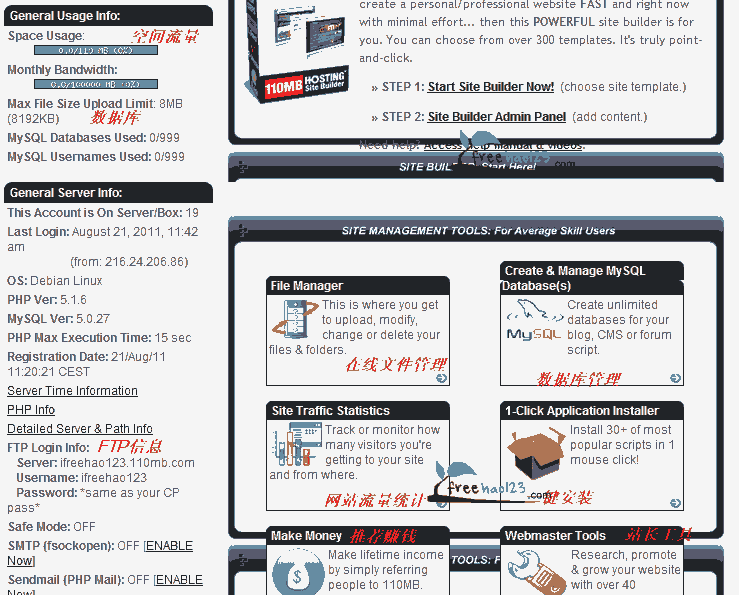 General Usage Info:
Space Usage: 空间流量
0.0/119 MB (0%)
Monthly Bandwidth:
0.0/100000 MB (0%)
Max File Size Upload Limit: 8MB
(8192KB) 数据库
MySQL Databases Used: 0/999
MySQL Usernames Used: 0/999
General Server Info:
This Account is On Server/Box: 19
Last Login: August 21, 2011, 11:42
am
(from: 216.24.206.86)
OS: Debian Linux
PHP Ver: 5.1.6
MySQL Ver: 5.0.27
PHP Max Execution Time: 15 sec
Registration Date: 21/Aug/11
11:20:21 CEST
Server Time Information
PHP Info
Detailed Server & Path Info
FTP Login Info: FTP信息
Server: ifreehao123.110mb.com
Username: ifreehao123
Password: *same as your CP
pass*
Safe Mode: OFF
SMTP {fsockopen}: OFF [ENABLE
Now]
Sendmail {PHP Mail}: OFF [ENABLE
Now]
create a personal/professional website FAST and right now
with minimal effort... then this POWERFUL site builder is for
you. You can choose from over 300 templates. It's truly point-
and-click.
110MB HOSTING
Site Builder
» STEP 1: Start Site Builder Now! (choose site template.)
» STEP 2: Site Builder Admin Panel (add content.)
Need help? Access help manual & videos.
freehao123
.com
SITE BUILDER: Start Here!
SITE MANAGEMENT TOOLS: For Average Skill Users
File Manager
This is where you get
to upload, modify,
change or delete your
files & folders.
在线文件管理
Create & Manage MySQL
Database(s)
MySQL
Create unlimited
databases for your
blog, CMS or forum
script.
数据库管理
Site Traffic Statistics
Track or monitor how
many visitors you're
getting to your site
and from where.
网站流量统计
1-Click Application Installer
Install 30+ of most
popular scripts in 1
mouse click!
键安装
freehao123
.com
TOOLS: F
Make Money 推荐赚钱
Make lifetime income
by simply referring
people to 110MB.
Webmaster Tools 站长工具
Research, promote
& grow your website
with over 40